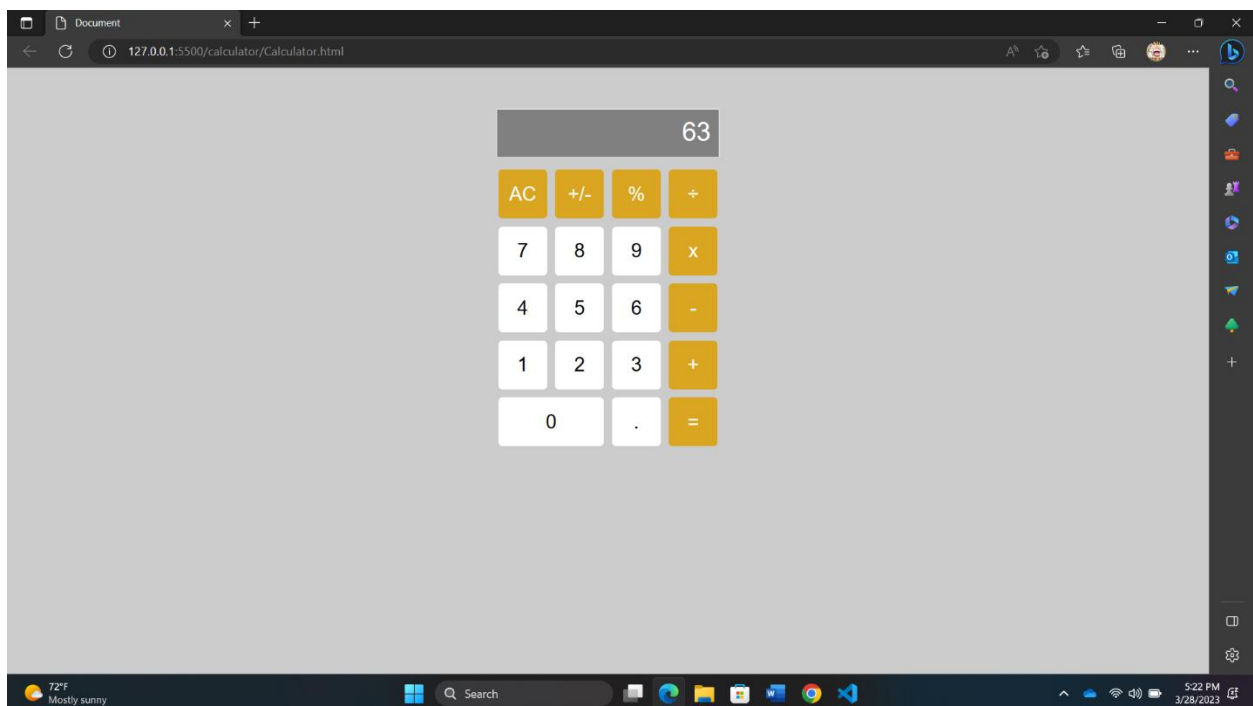 Document
127.0.0.1:5500/calculator/Calculator.html
63
AC +/- % ÷
7 8 9 x
4 5 6 -
1 2 3 +
0 . =
72°F
Mostly sunny
Search
5:22 PM
3/28/2023